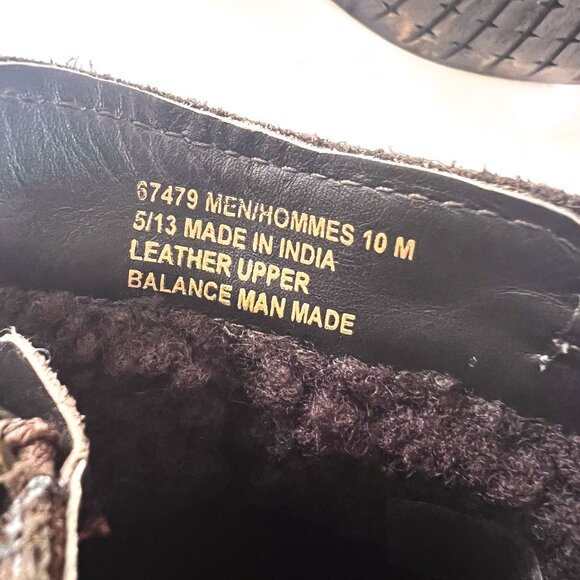 67479 MEN/HOMMES 10 M
5/13 MADE IN INDIA
LEATHER UPPER
BALANCE MAN MADE